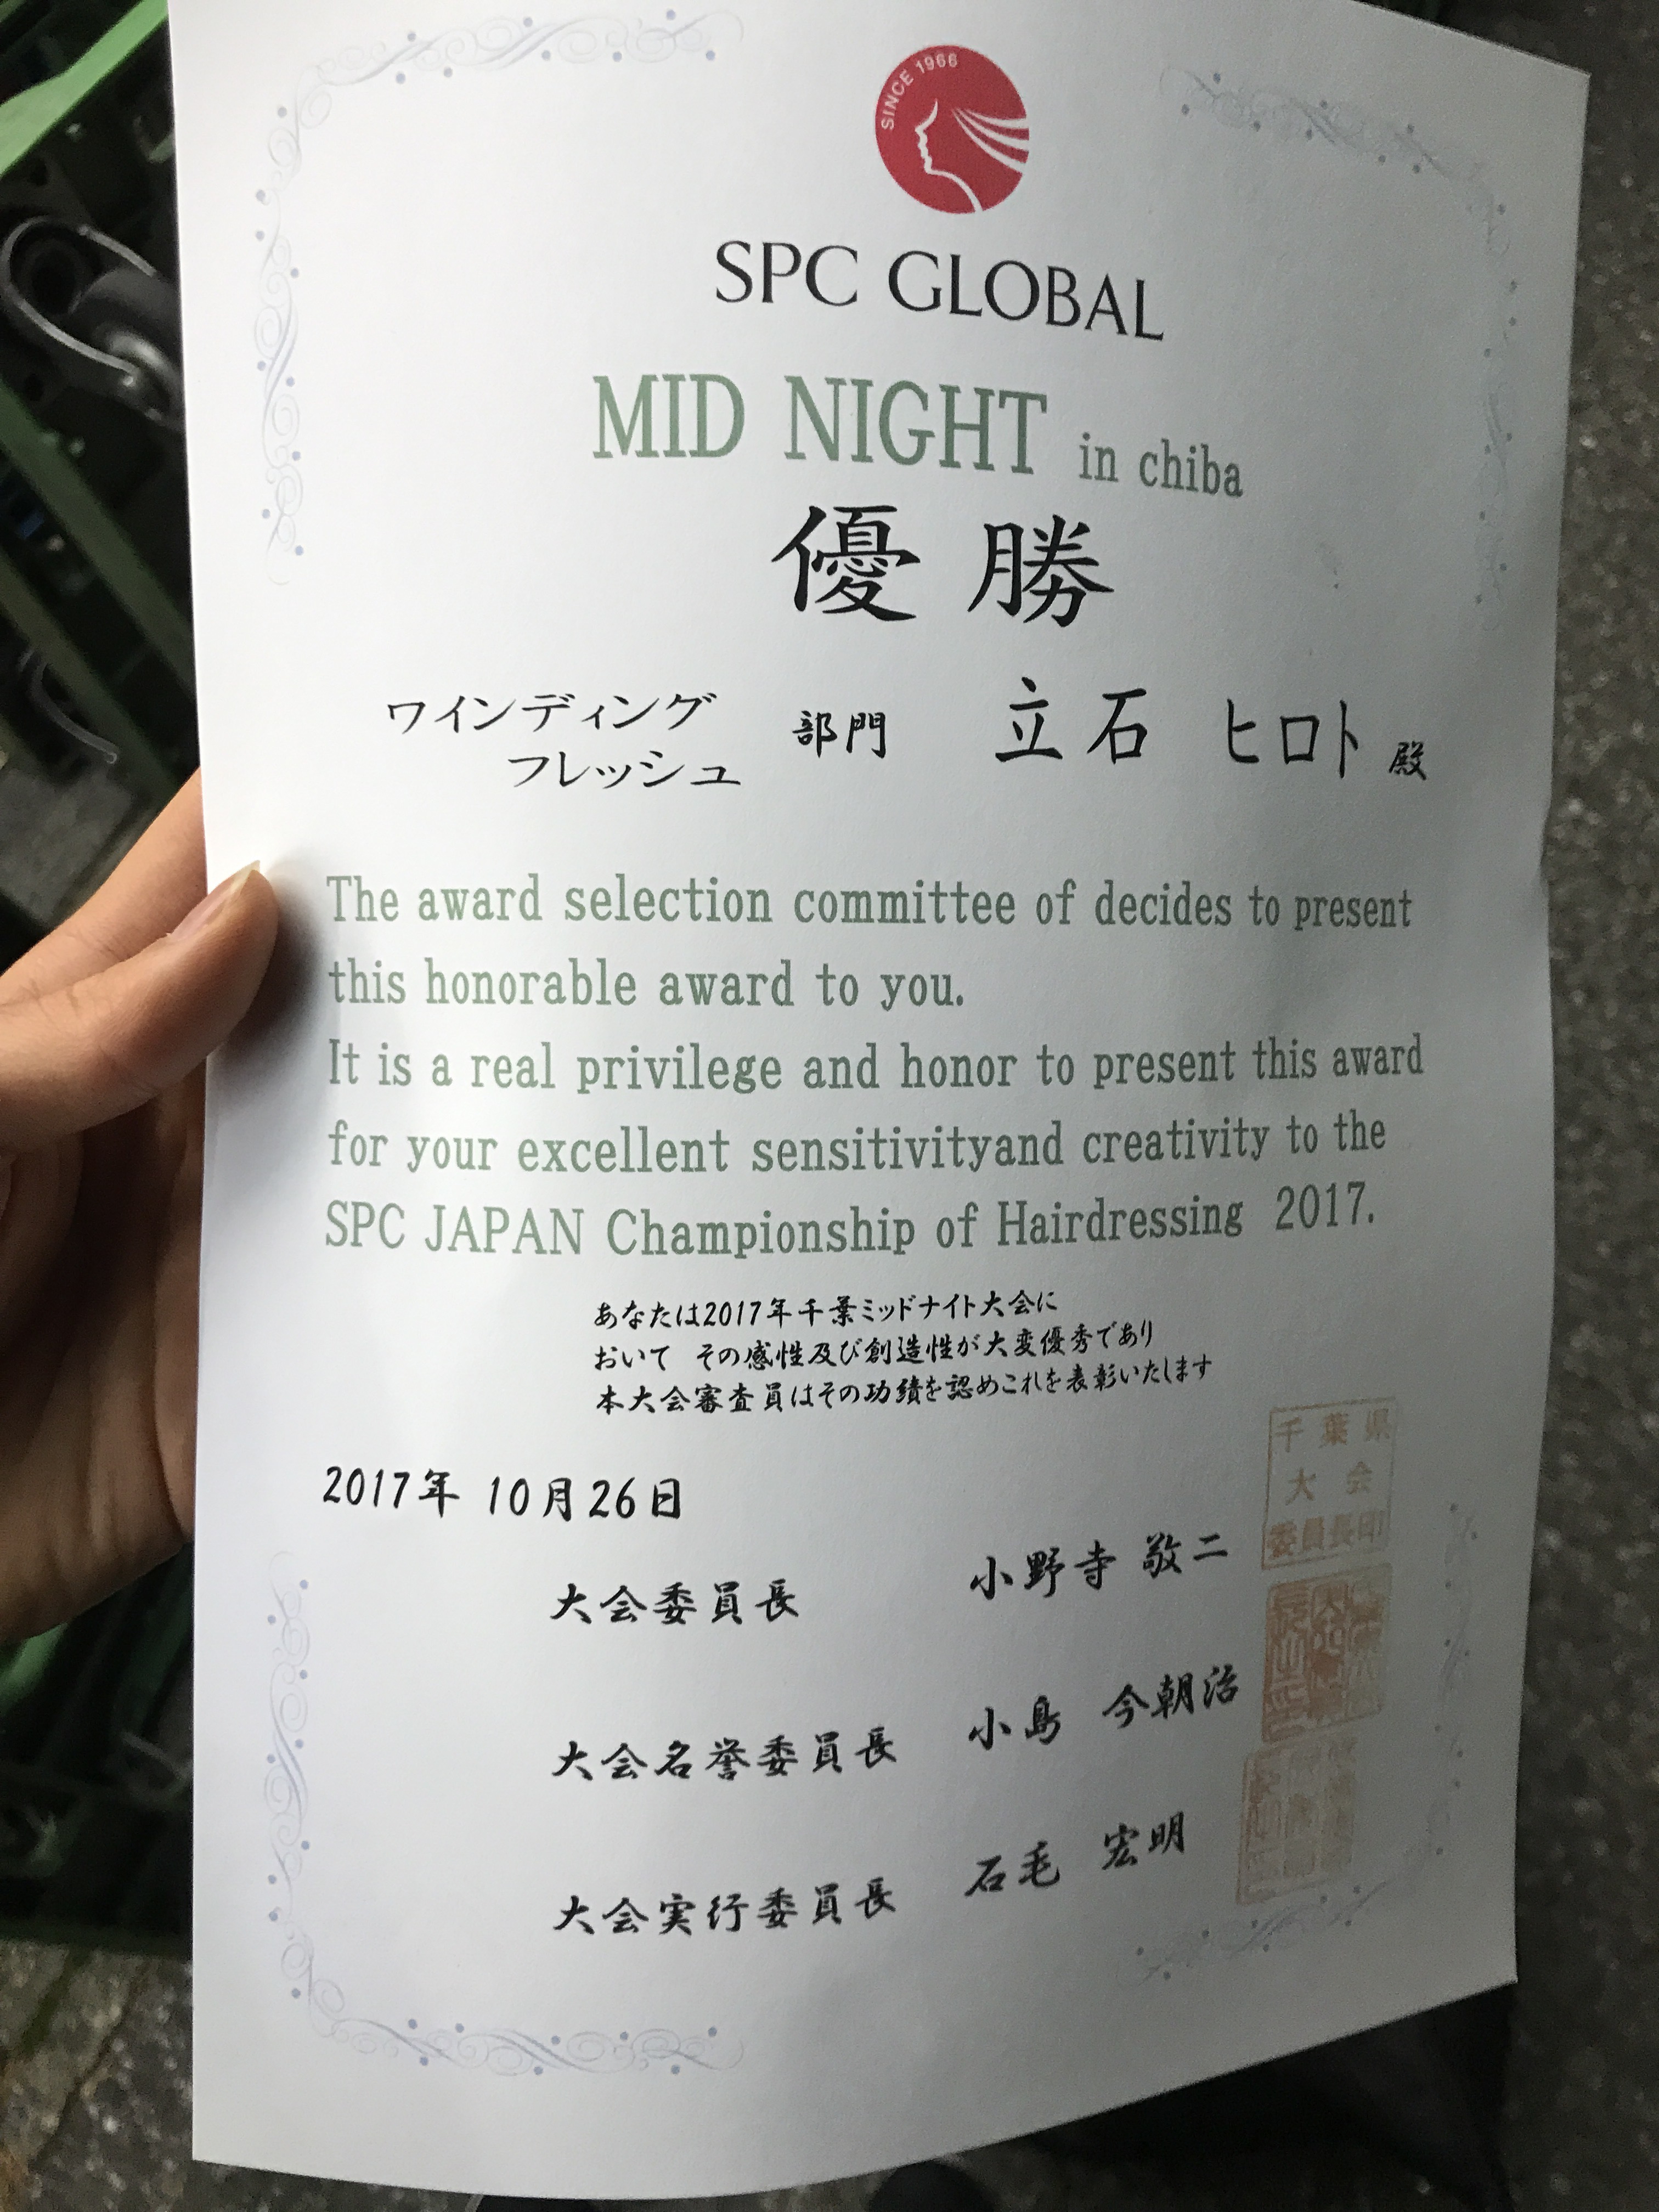 SINCE 1966
SPC GLOBAL
MID NIGHT in chiba
優勝
ワインディング
フレッシュ 部門 立石 ヒロト 殿
The award selection committee of decides to present
this honorable award to you.
It is a real privilege and honor to present this award
for your excellent sensitivityand creativity to the
SPC JAPAN Championship of Hairdressing 2017.
あなたは2017年千葉ミッドナイト大会に
おいて その感性及び創造性が大変優秀であり
本大会審査員はその功績を認めこれを表彰いたします
2017年 10月26日
千葉県
大会
委員長印
大会委員長 小野寺 敬二
大会名誉委員長 小島 今朝治
大会実行委員長 石毛 宏明